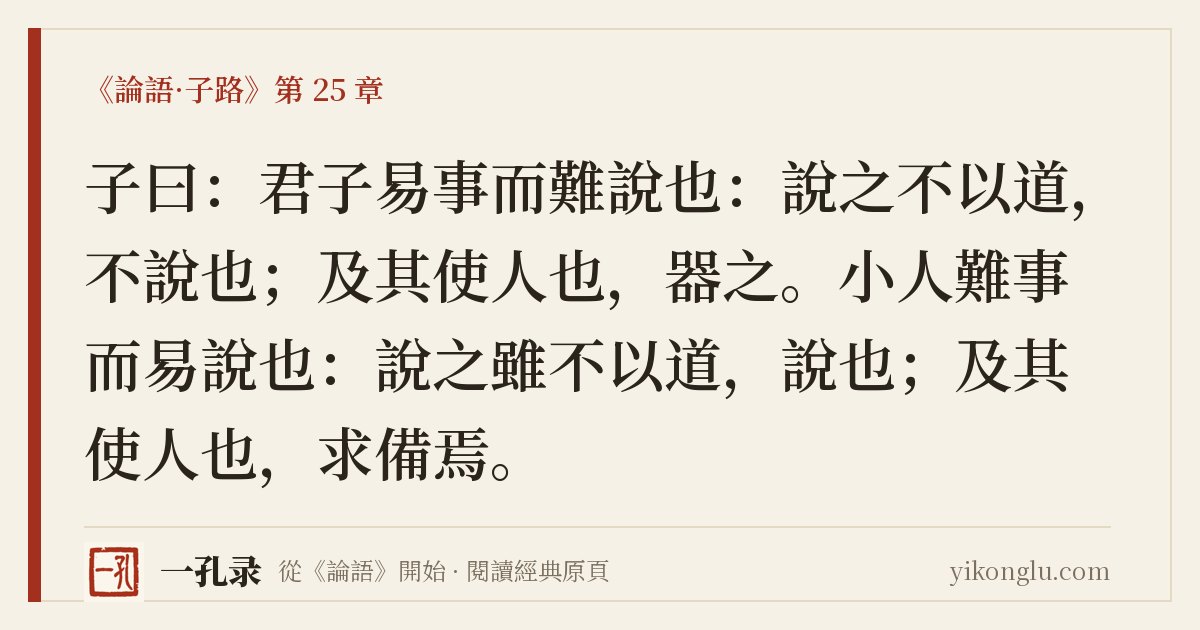 《論語·子路》第 25 章
子曰：君子易事而難說也：說之不以道，
不說也；及其使人也，器之。小人難事
而易說也：說之雖不以道，說也；及其
使人也，求備焉。
一孔
一孔录 從《論語》開始 · 閱讀經典原頁
yikonglu.com